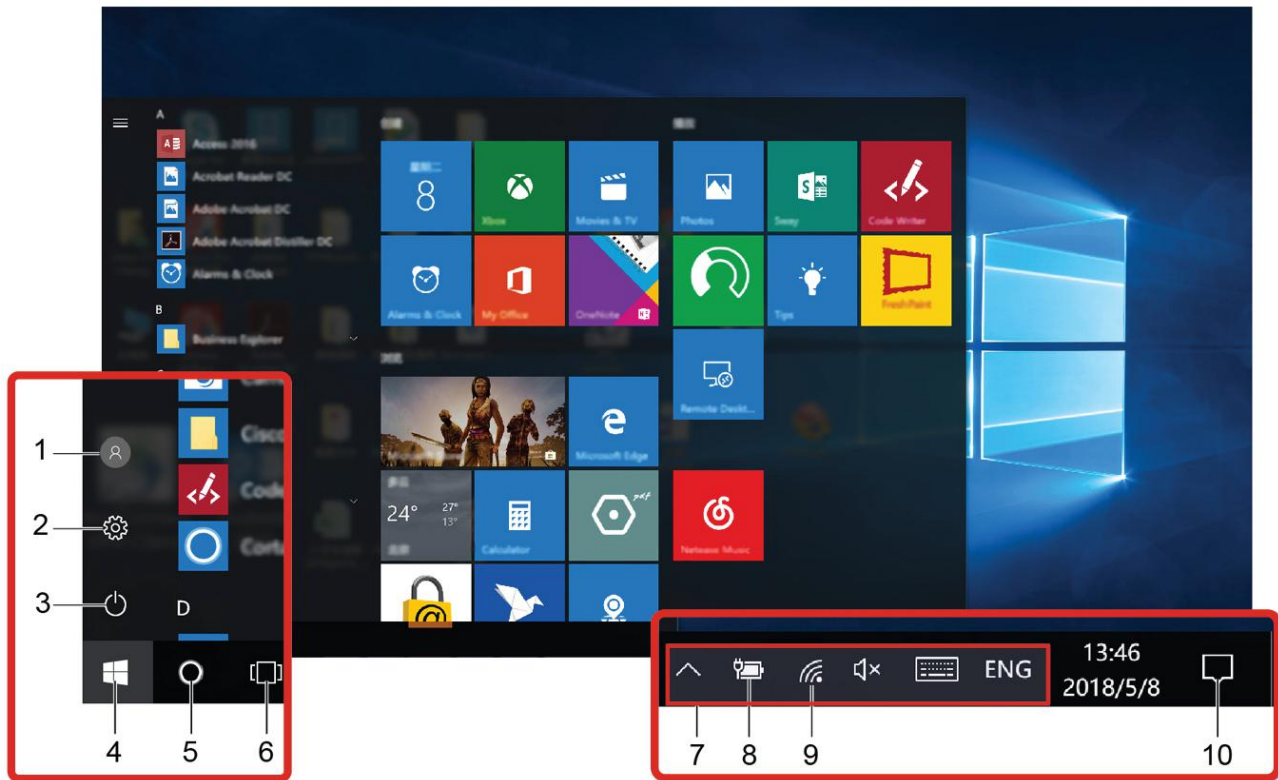 A
Access 2016
Acrobat Reader DC
Adobe Acrobat DC
Adobe Acrobat Distiller DC
Alarms & Clock
B
Business Explorer
8
Xbox
Movies & TV
Alarms & Clock
My Office
OneNote
Microsoft Edge
24° 27°
13°
Calculator
pdf
@
Photos
Sway
Code Writer
Tips
FreshPaint
Remote Deskt...
Netease Music
1
Cisco
2
Code
3
D
4
5
6
ENG
13:46
2018/5/8
7
8
9
10